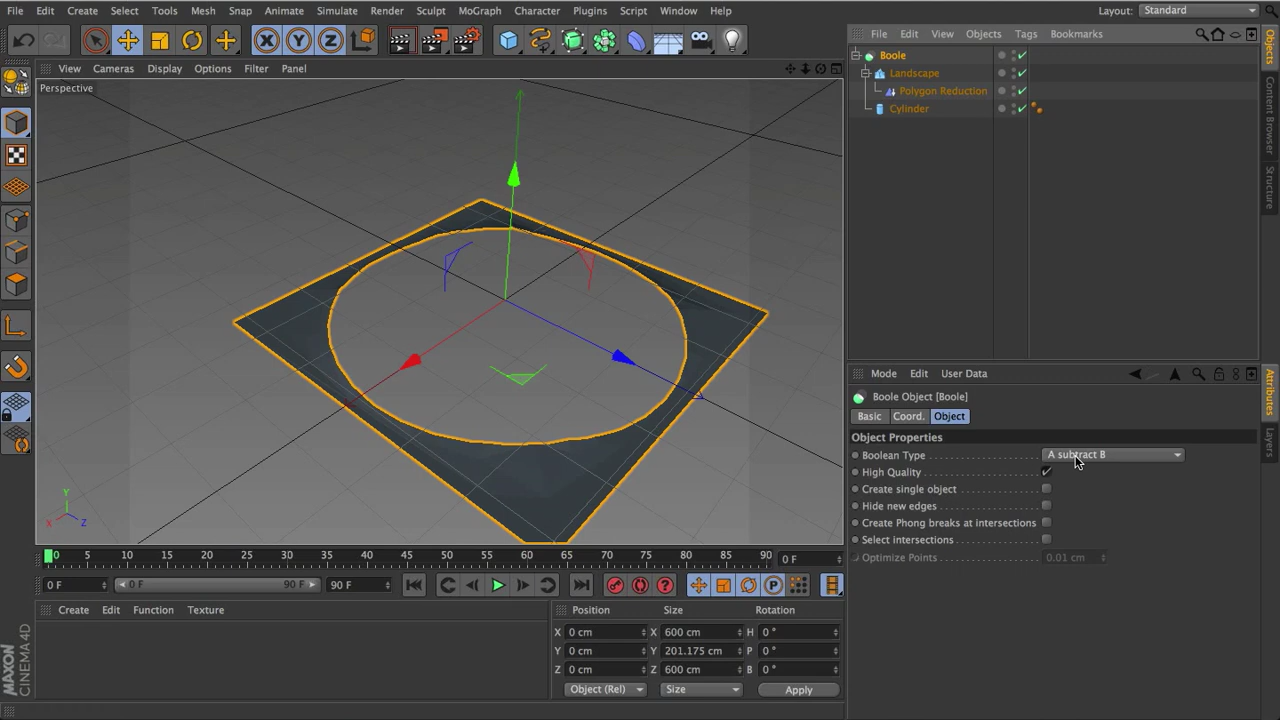 File Edit Create Select Tools Mesh Snap Animate Simulate Render Sculpt MoGraph Character Plugins Script Window Help Layout: Standard
X Y Z
File Edit View Objects Tags Bookmarks
View Cameras Display Options Filter Panel
Perspective
Boole
Landscape
Polygon Reduction
Cylinder
Objects
Content Browser
Structure
Mode Edit User Data
Boole Object [Boole]
Basic Coord. Object
Object Properties
Boolean Type A subtract B
High Quality
Create single object
Hide new edges
Create Phong breaks at intersections
Select intersections
Optimize Points 0.01 cm
Attributes
Layers
Y
X Z
0 5 10 15 20 25 30 35 40 45 50 55 60 65 70 75 80 85 90 0 F
0 F 0 F 90 F 90 F
P
Create Edit Function Texture
Position Size Rotation
X 0 cm X 600 cm H 0 °
Y 0 cm Y 201.175 cm P 0 °
Z 0 cm Z 600 cm B 0 °
Object (Rel) Size Apply
MAXON
CINEMA 4D